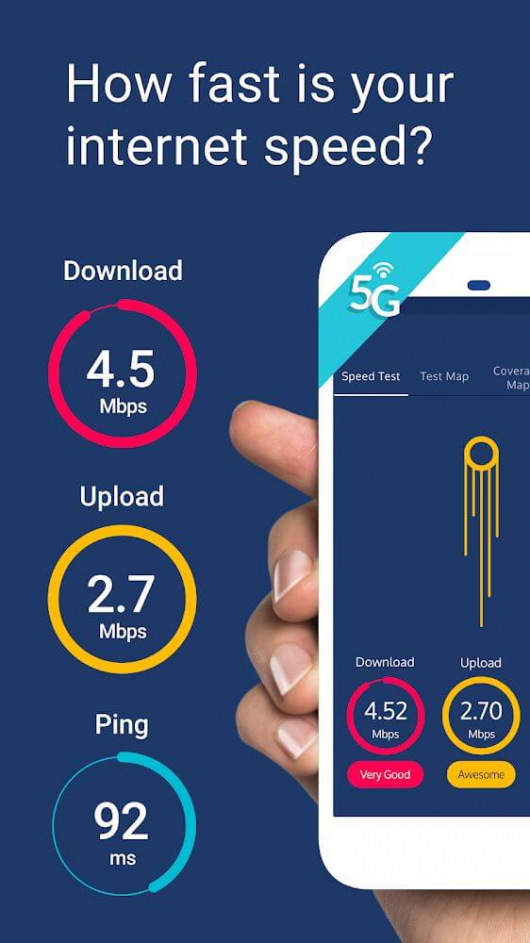 How fast is your
internet speed?
Download
4.5
Mbps
Upload
2.7
Mbps
Ping
92
ms
5G
Speed Test
Test Map
Covera
Map
Download
4.52
Mbps
Very Good
Upload
2.70
Mbps
Awesome